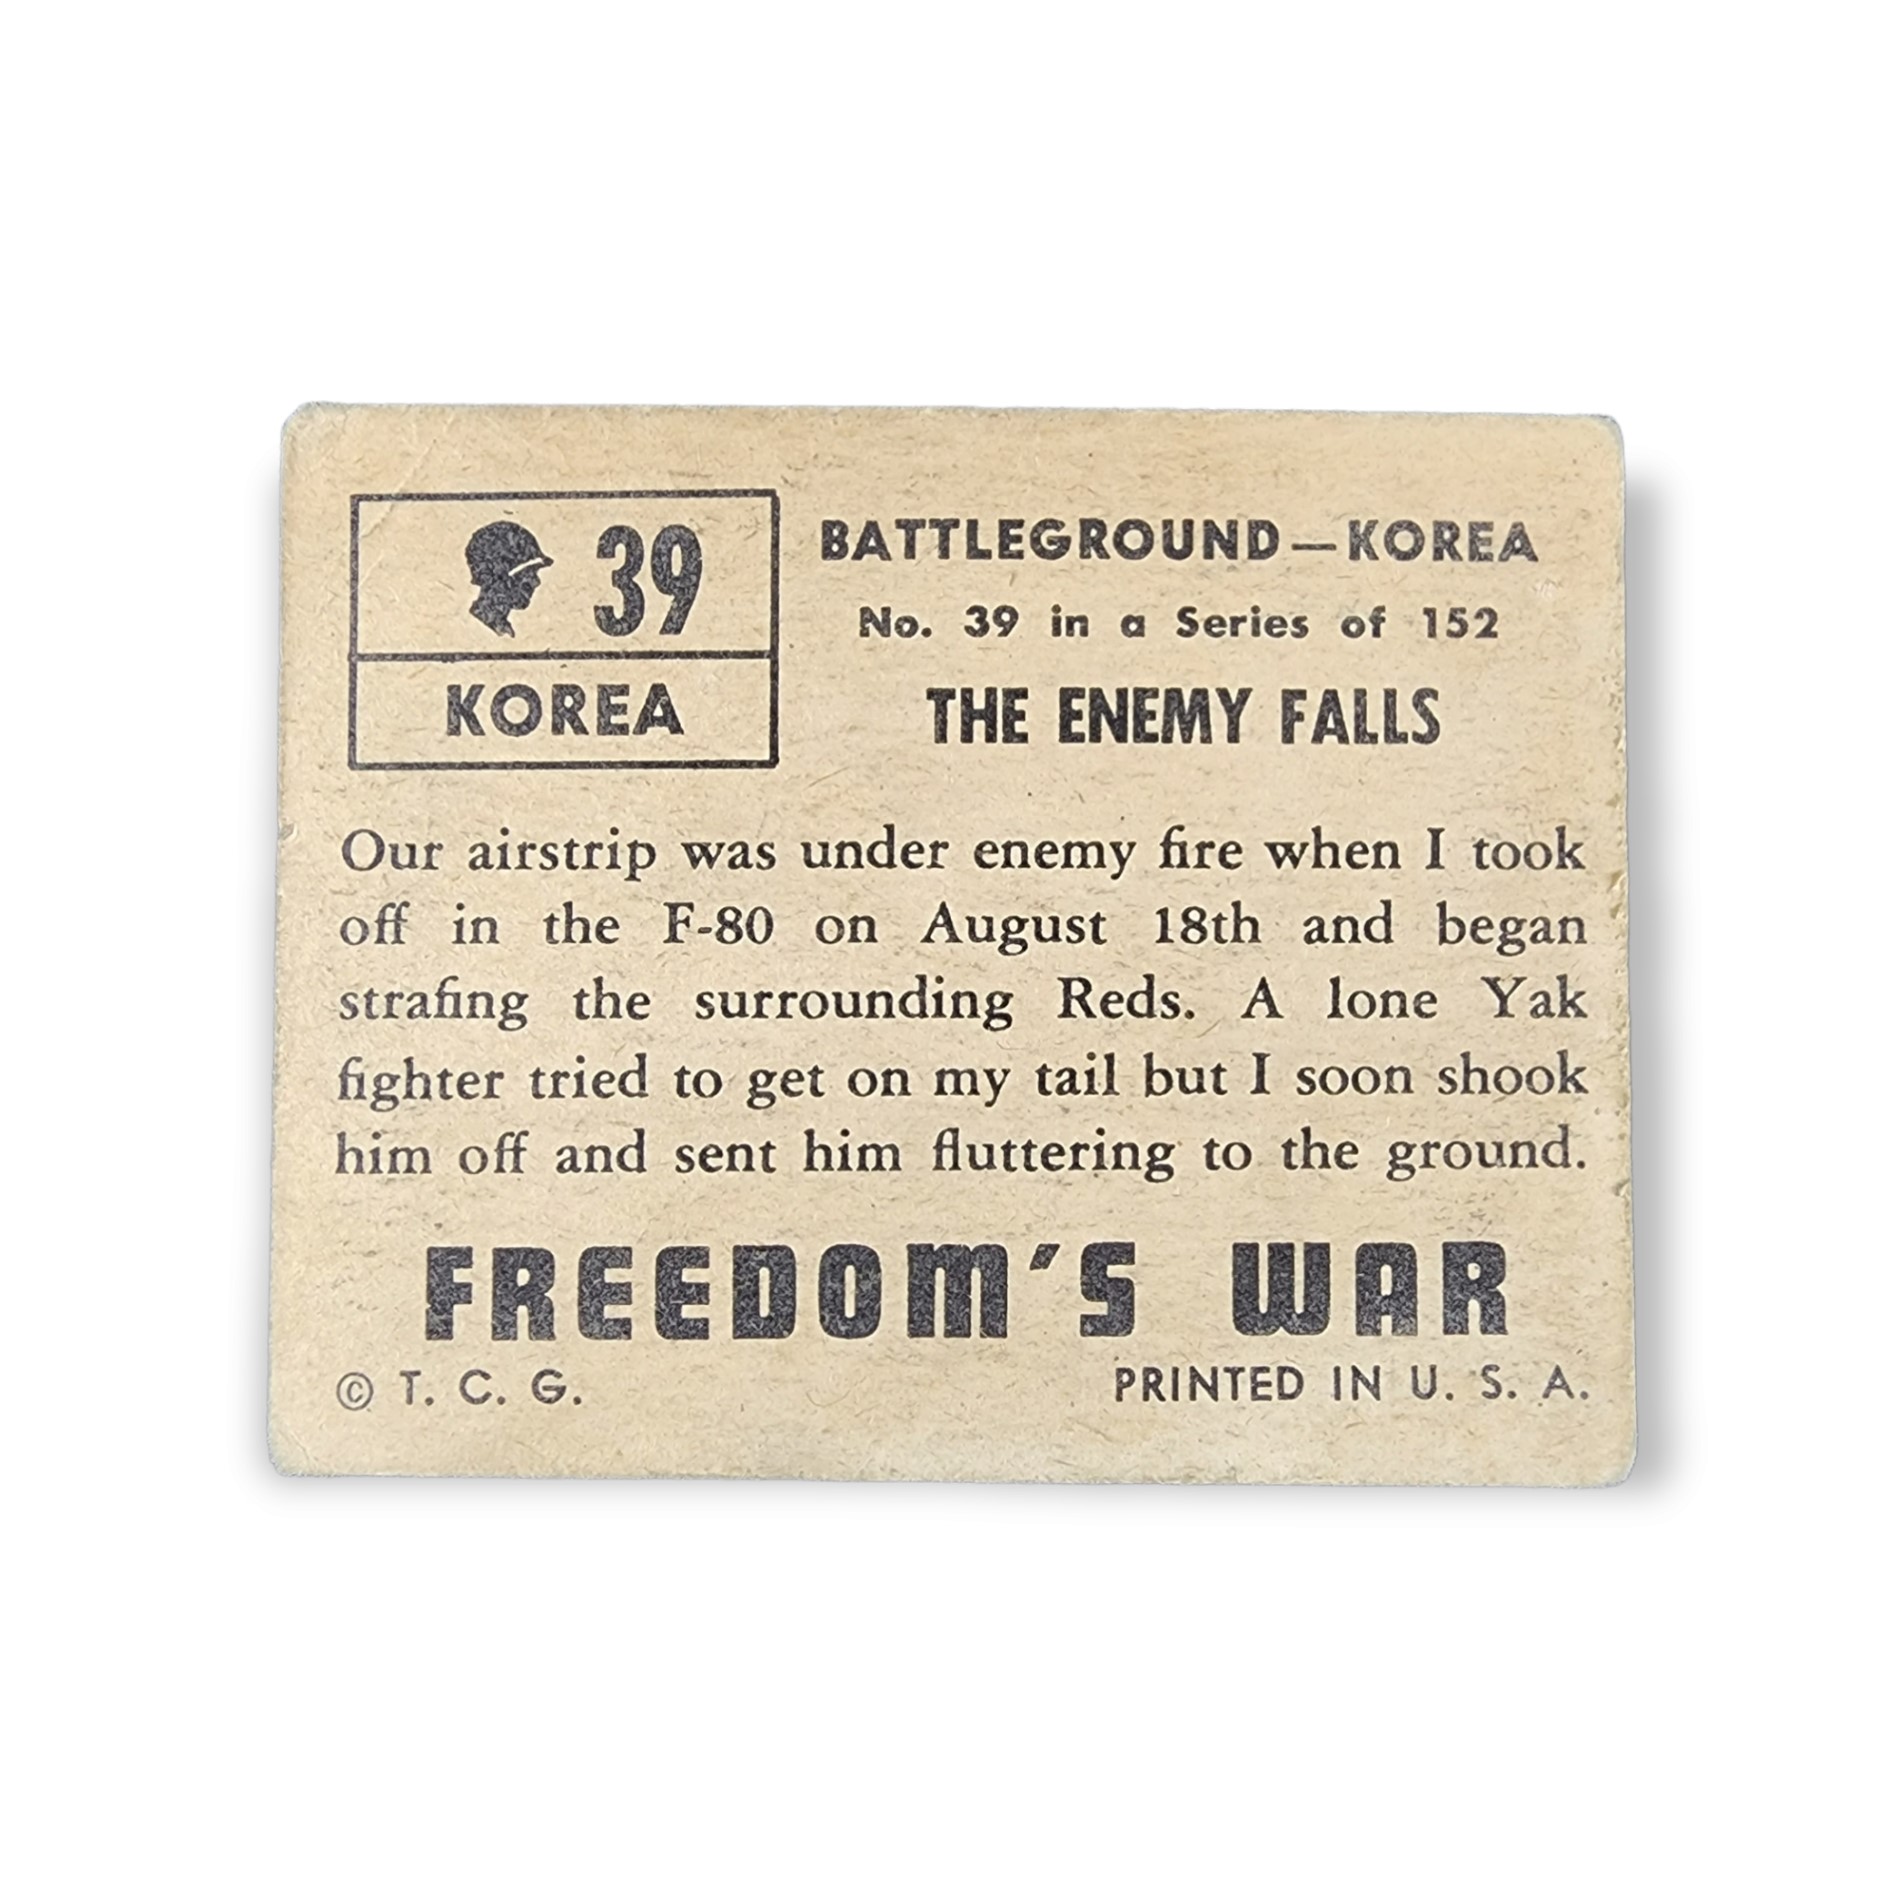 39
KOREA
BATTLEGROUND—KOREA
No. 39 in a Series of 152
THE ENEMY FALLS
Our airstrip was under enemy fire when I took
off in the F-80 on August 18th and began
strafing the surrounding Reds. A lone Yak
fighter tried to get on my tail but I soon shook
him off and sent him fluttering to the ground.
FREEDOM'S WAR
© T. C. G.
PRINTED IN U. S. A.